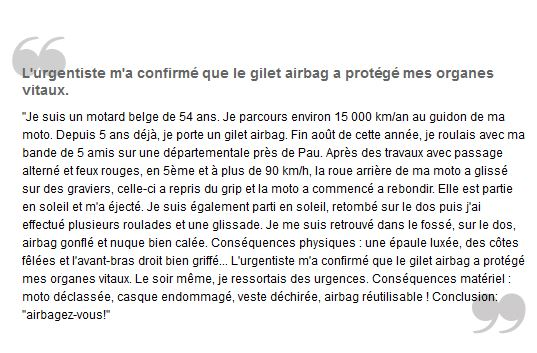 L'urgentiste m'a confirmé que le gilet airbag a protégé mes organes
vitaux.
"Je suis un motard belge de 54 ans. Je parcours environ 15 000 km/an au guidon de ma
moto. Depuis 5 ans déjà, je porte un gilet airbag. Fin août de cette année, je roulais avec ma
bande de 5 amis sur une départementale près de Pau. Après des travaux avec passage
alterné et feux rouges, en 5ème et à plus de 90 km/h, la roue arrière de ma moto a glissé
sur des graviers, celle-ci a repris du grip et la moto a commencé a rebondir. Elle est partie
en soleil et m'a éjecté. Je suis également parti en soleil, retombé sur le dos puis j'ai
effectué plusieurs roulades et une glissade. Je me suis retrouvé dans le fossé, sur le dos,
airbag gonflé et nuque bien calée. Conséquences physiques : une épaule luxée, des côtes
fêlées et l'avant-bras droit bien griffé... L'urgentiste m'a confirmé que le gilet airbag a protégé
mes organes vitaux. Le soir même, je ressortais des urgences. Conséquences matériel :
moto déclassée, casque endommagé, veste déchirée, airbag réutilisable ! Conclusion:
"airbagez-vous!"